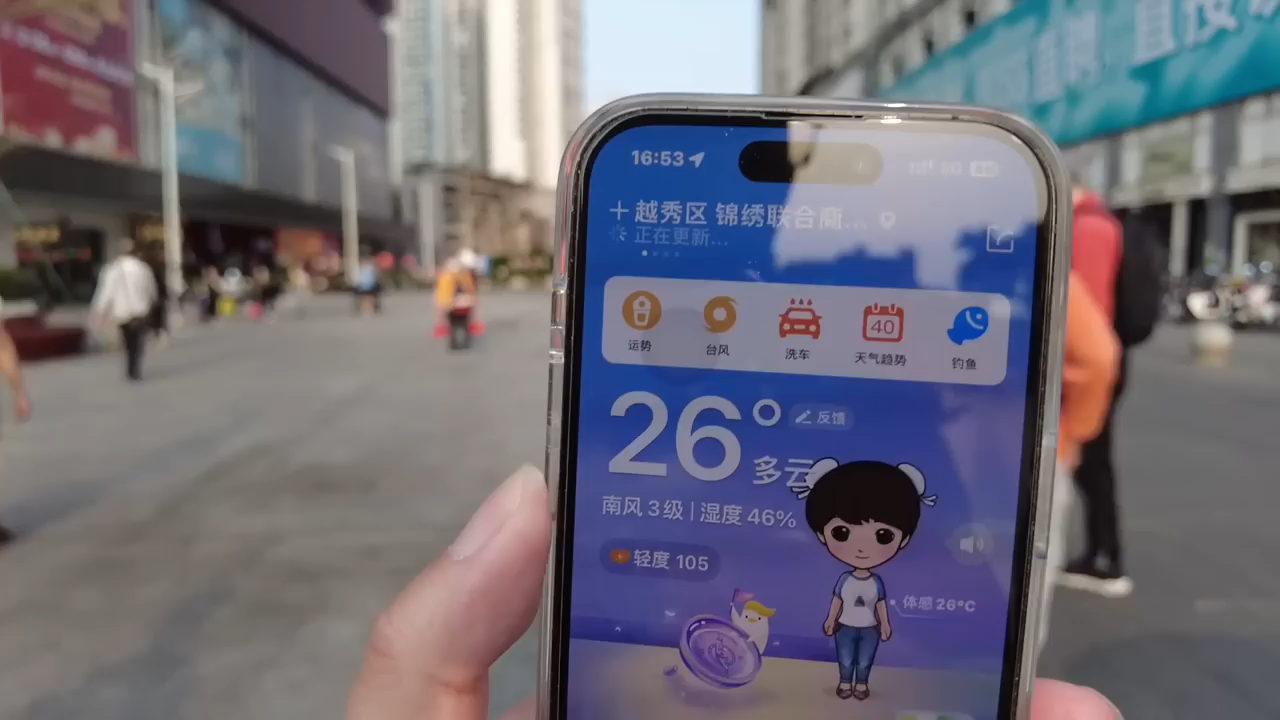 16:53
越秀区 锦绣联合商...
正在更新...
运势
台风
洗车
40
天气趋势
钓鱼
26°
反馈
多云
南风3级|湿度 46%
轻度 105
体感 26°C